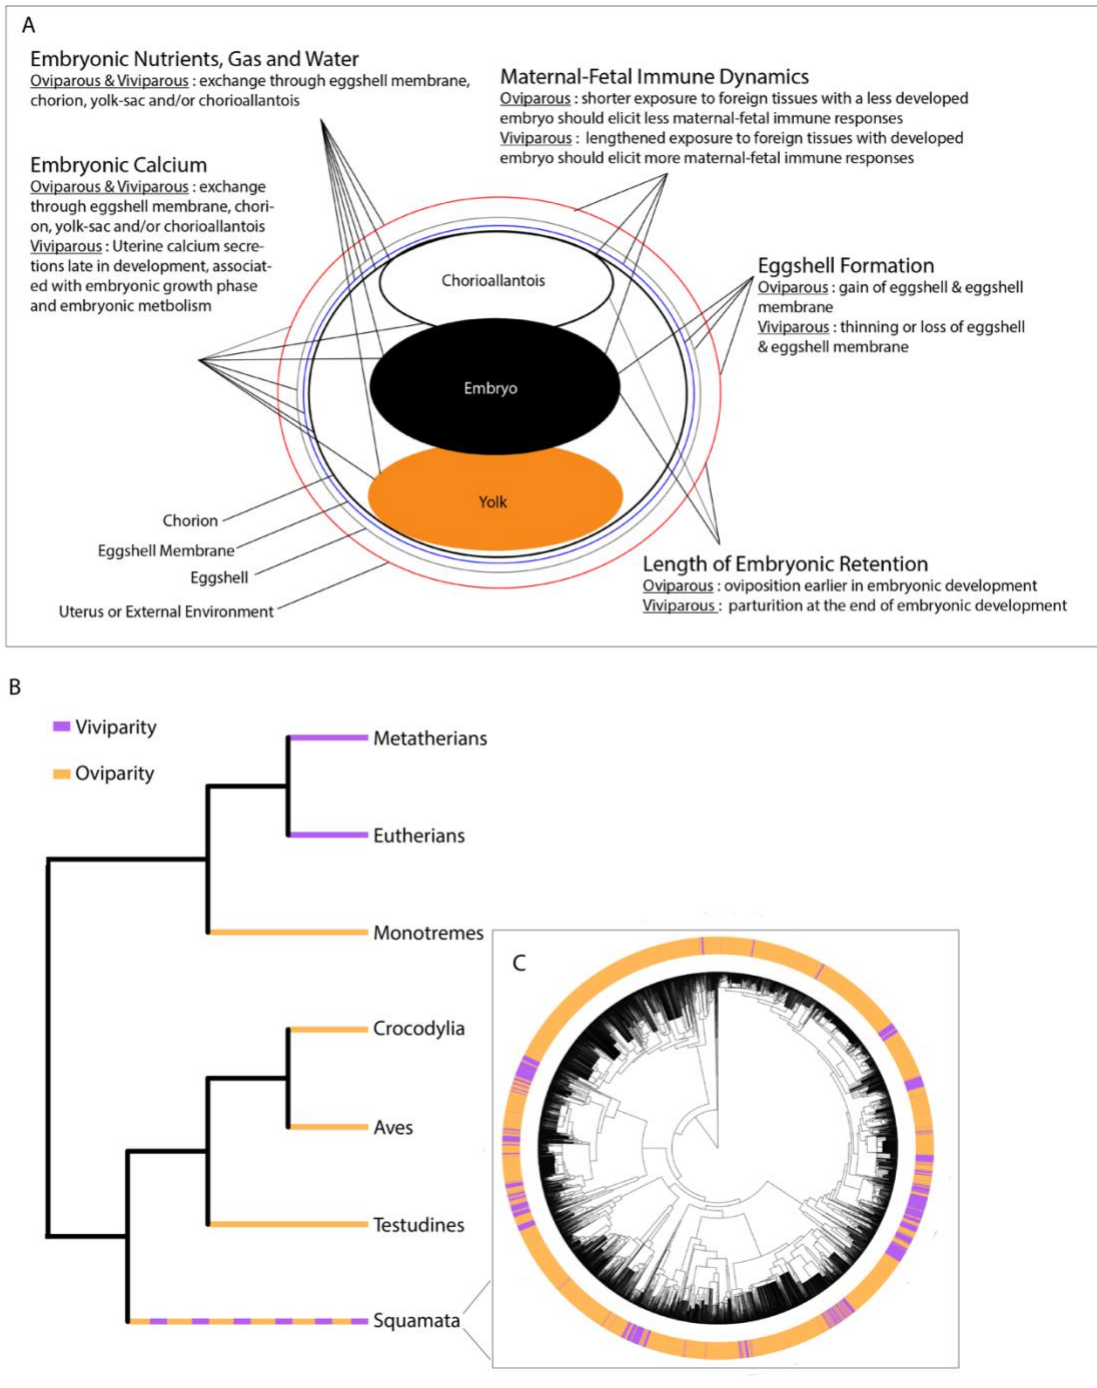 A
Embryonic Nutrients, Gas and Water
Oviparous & Viviparous : exchange through eggshell membrane,
chorion, yolk-sac and/or chorioallantois
Maternal-Fetal Immune Dynamics
Oviparous : shorter exposure to foreign tissues with a less developed
embryo should elicit less maternal-fetal immune responses
Viviparous : lengthened exposure to foreign tissues with developed
embryo should elicit more maternal-fetal immune responses
Embryonic Calcium
Oviparous & Viviparous : exchange
through eggshell membrane, chori-
on, yolk-sac and/or chorioallantois
Viviparous : Uterine calcium secre-
tions late in development, associat-
ed with embryonic growth phase
and embryonic metbolism
Eggshell Formation
Oviparous : gain of eggshell & eggshell
membrane
Viviparous : thinning or loss of eggshell
& eggshell membrane
Chorioallantois
Embryo
Yolk
Chorion
Eggshell Membrane
Eggshell
Uterus or External Environment
Length of Embryonic Retention
Oviparous : oviposition earlier in embryonic development
Viviparous : parturition at the end of embryonic development
B
Viviparity
Oviparity
Metatherians
Eutherians
Monotremes
Crocodylia
Aves
Testudines
Squamata
C